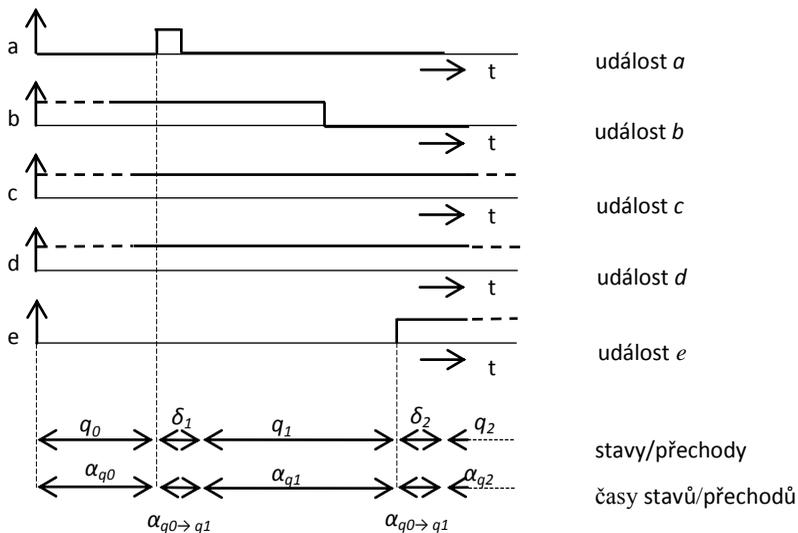 a t událost a
b t událost b
c t událost c
d t událost d
e t událost e
q0 δ1 q1 δ2 q2 stavy/přechody
αq0 αq1 αq2 časy stavů/přechodů
αq0→ q1 αq0→ q1